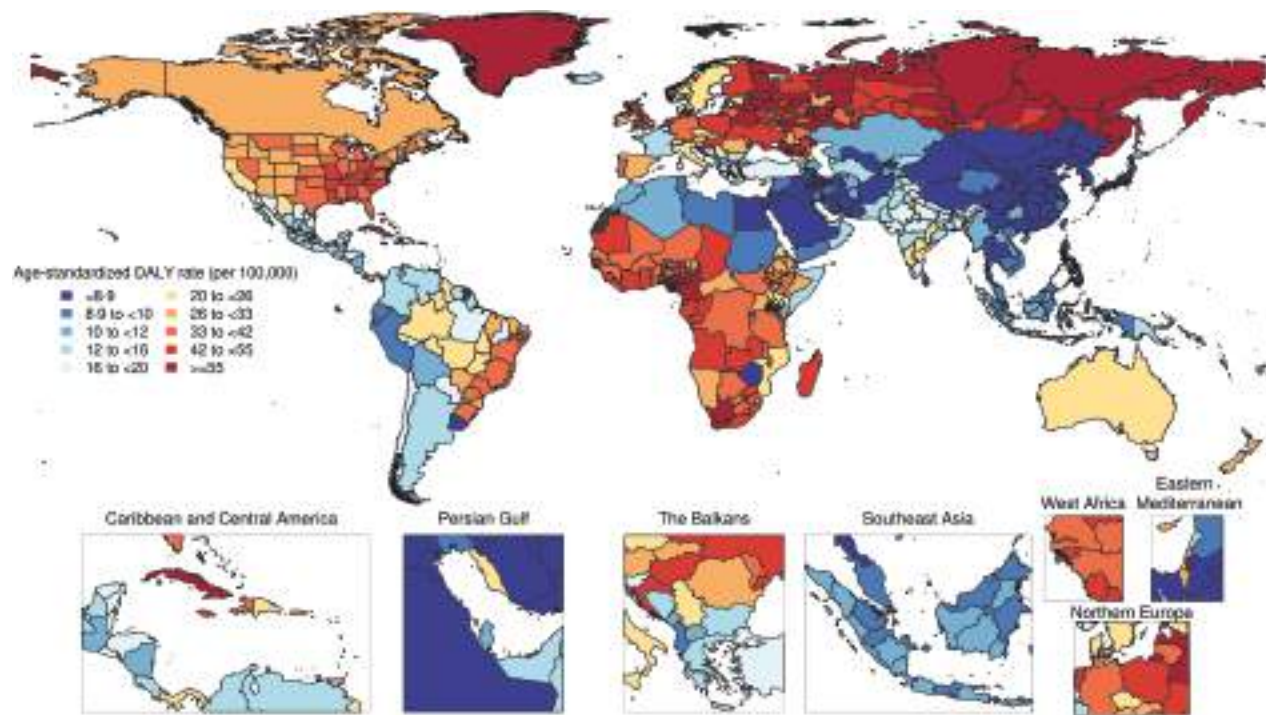 Age-standardized DALY rate (per 100,000)
<8·9
8·9 to <10
10 to <12
12 to <16
16 to <20
20 to <26
26 to <33
33 to <42
42 to <55
>=55
Caribbean and Central America
Persian Gulf
The Balkans
Southeast Asia
West Africa
Eastern
Mediterranean
Northern Europe